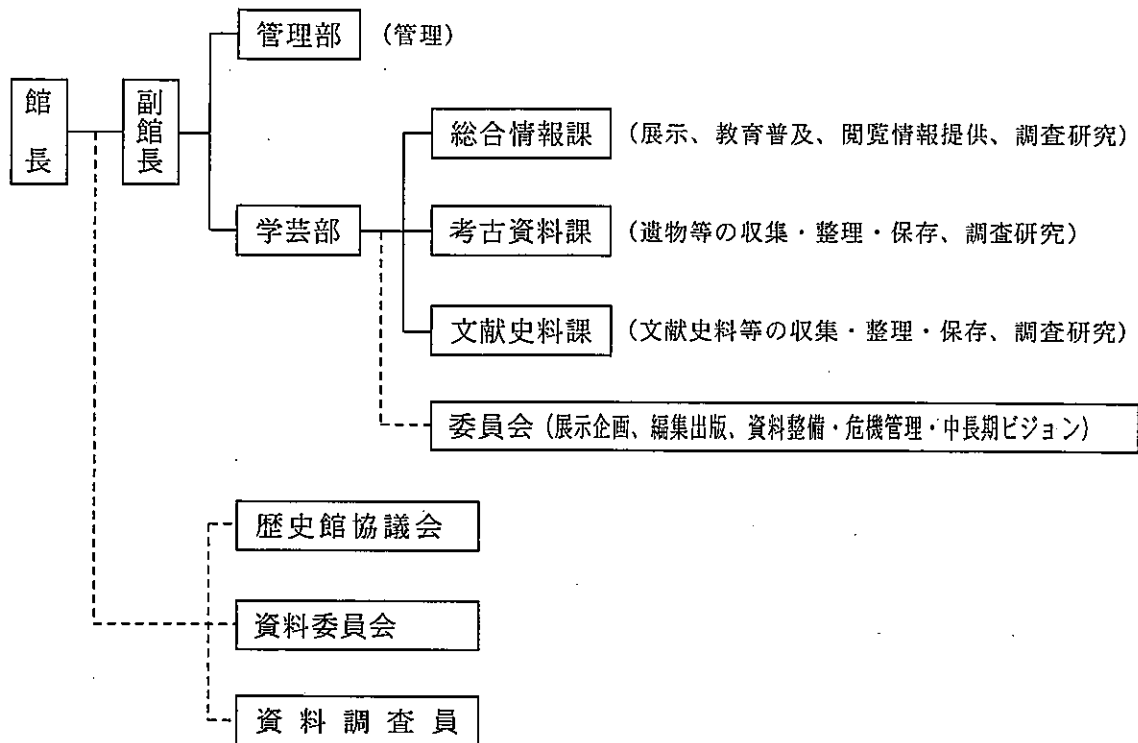 管理部 (管理)
館長
副館長
総合情報課 (展示、教育普及、閲覧情報提供、調査研究)
学芸部
考古資料課 (遺物等の収集・整理・保存、調査研究)
文献史料課 (文献史料等の収集・整理・保存、調査研究)
委員会 (展示企画、編集出版、資料整備・危機管理・中長期ビジョン)
歴史館協議会
資料委員会
資料調査員